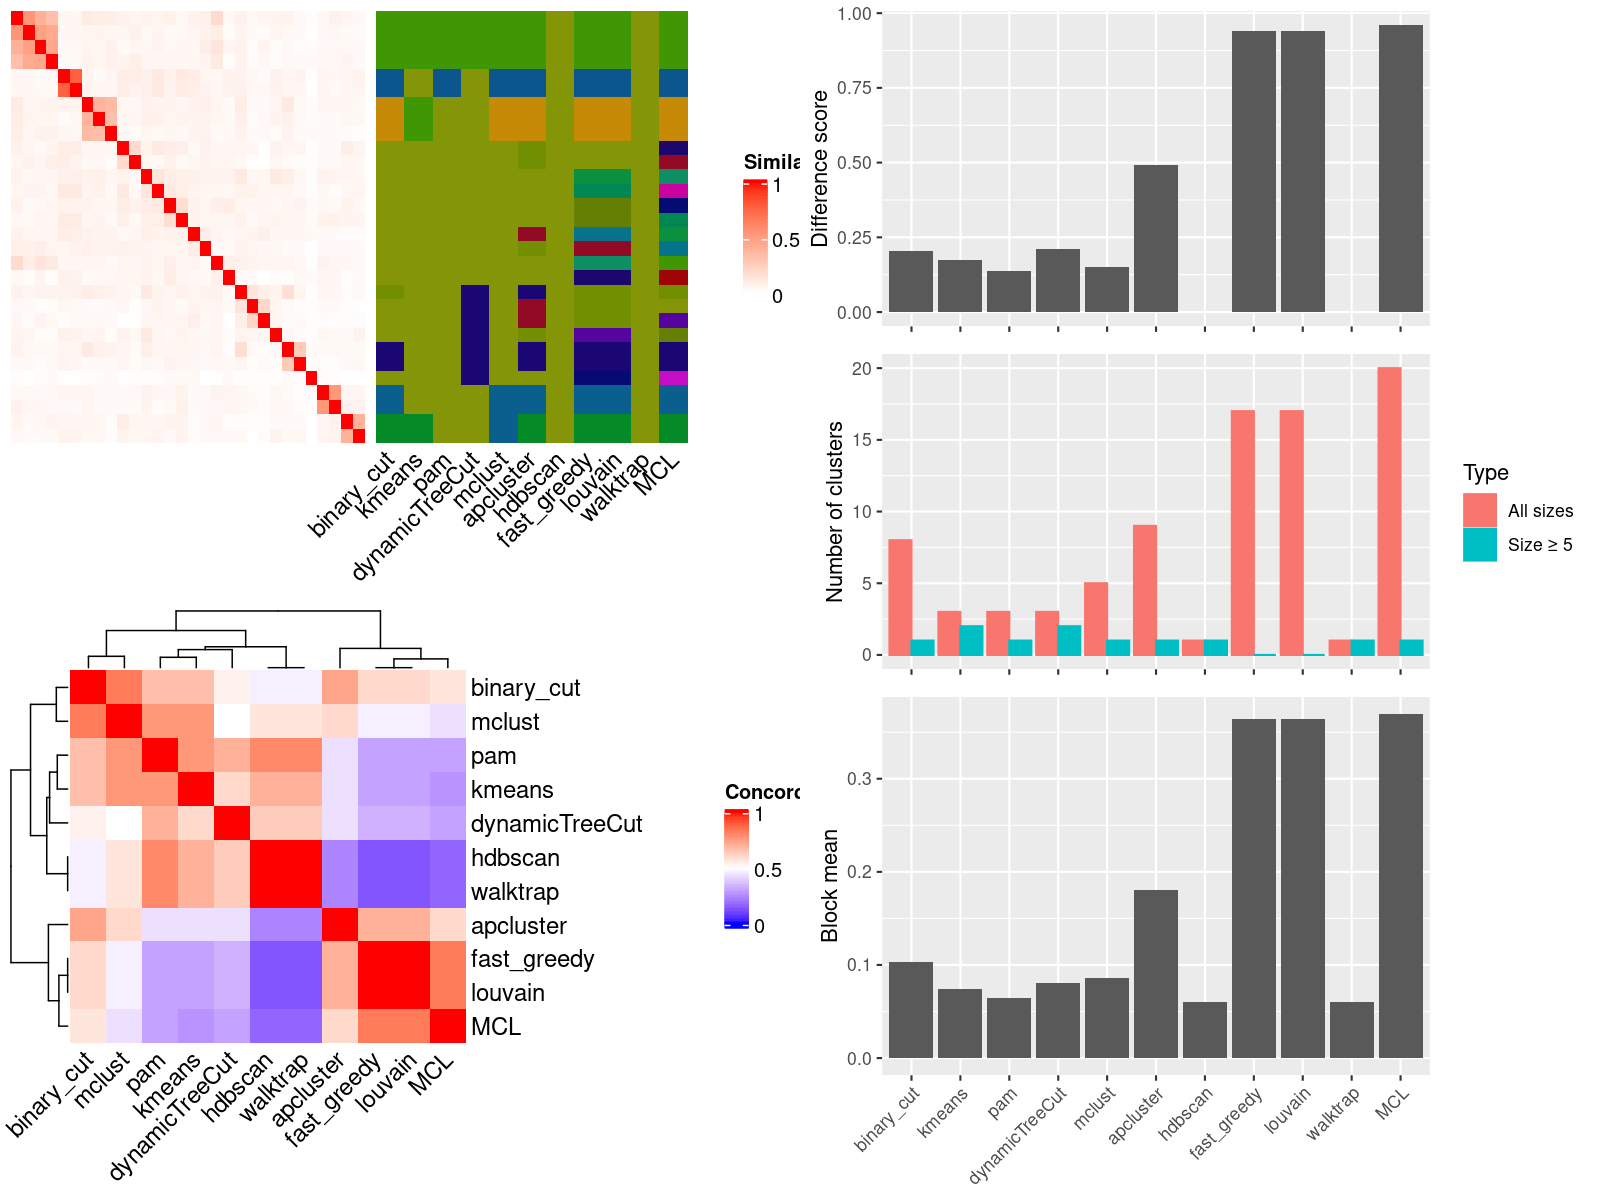 Simila
1
0.5
0
binary_cut
kmeans
pam
dynamicTreeCut
mclust
apcluster
hdbscan
fast_greedy
louvain
walktrap
MCL
binary_cut
mclust
pam
kmeans
dynamicTreeCut
hdbscan
walktrap
apcluster
fast_greedy
louvain
MCL
binary_cut
mclust
pam
kmeans
dynamicTreeCut
hdbscan
walktrap
apcluster
fast_greedy
louvain
MCL
Concord
1
0.5
0
Difference score
1.00
0.75
0.50
0.25
0.00
Number of clusters
20
15
10
5
0
Type
All sizes
Size ≥ 5
Block mean
0.3
0.2
0.1
0.0
binary_cut
kmeans
pam
dynamicTreeCut
mclust
apcluster
hdbscan
fast_greedy
louvain
walktrap
MCL